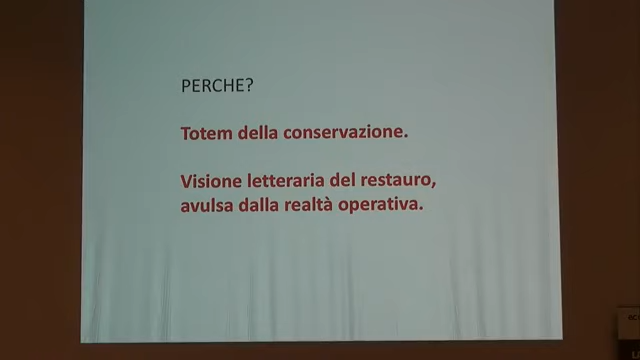 PERCHE?
Totem della conservazione.
Visione letteraria del restauro,
avulsa dalla realtà operativa.